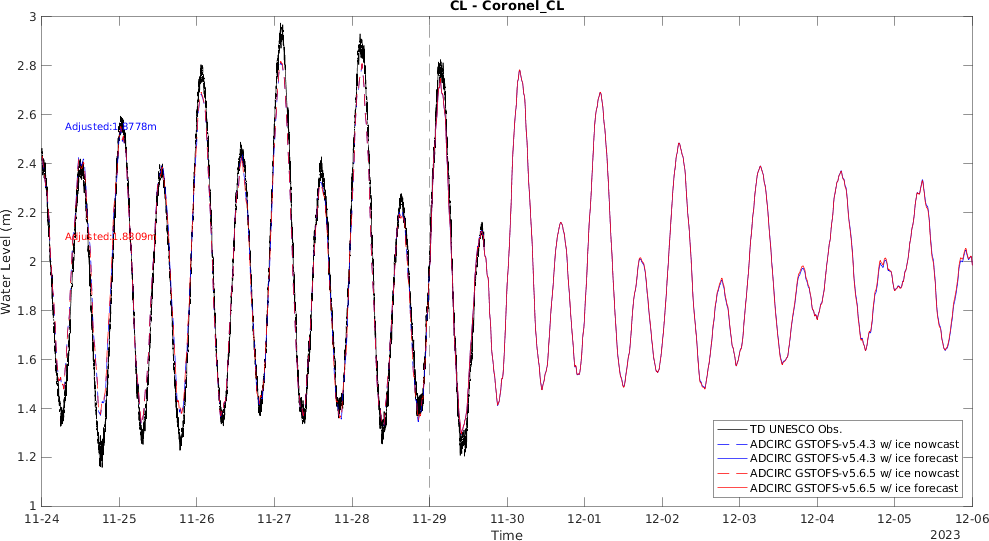 CL - Coronel_CL
3
2.8
2.6
2.4
2.2
2
1.8
1.6
1.4
1.2
1
Water Level (m)
Adjusted:1.8309m
TD UNESCO Obs.
ADCIRC GSTOFS-v5.4.3 w/ ice nowcast
ADCIRC GSTOFS-v5.4.3 w/ ice forecast
ADCIRC GSTOFS-v5.6.5 w/ ice nowcast
ADCIRC GSTOFS-v5.6.5 w/ ice forecast
11-24
11-25
11-26
11-27
11-28
11-29
11-30
12-01
12-02
12-03
12-04
12-05
12-06
Time
2023